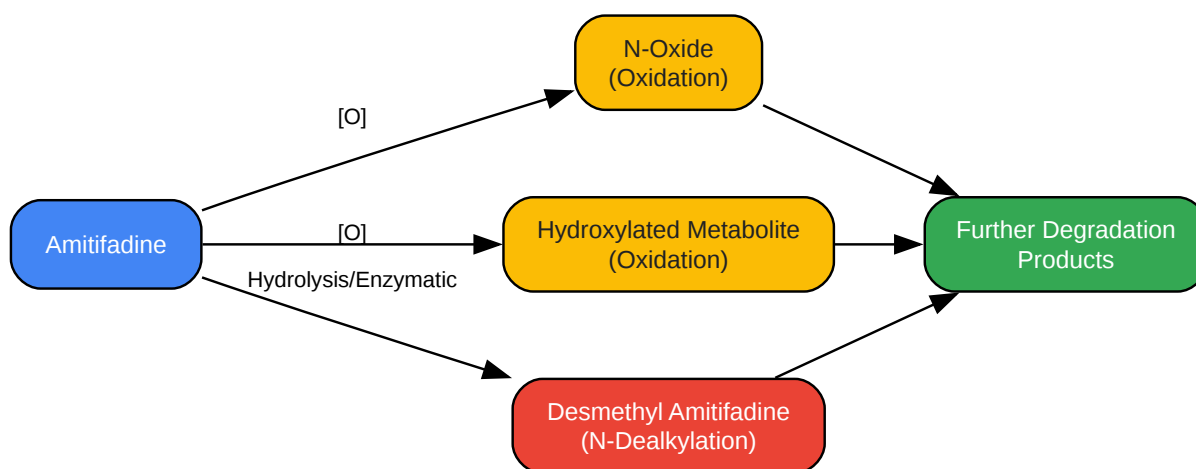 N-Oxide
(Oxidation)
[O]
Amitifadine
[O]
Hydroxylated Metabolite
(Oxidation)
Further Degradation
Products
Hydrolysis/Enzymatic
Desmethyl Amitifadine
(N-Dealkylation)